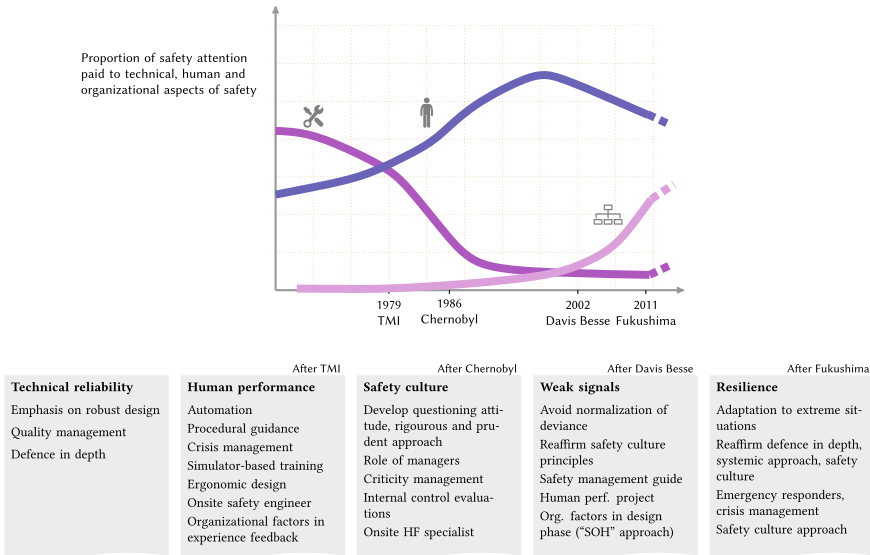 Proportion of safety attention
paid to technical, human and
organizational aspects of safety
1979
TMI
1986
Chernobyl
2002
Davis Besse
2011
Fukushima
Technical reliability
Emphasis on robust design
Quality management
Defence in depth
After TMI
Human performance
Automation
Procedural guidance
Crisis management
Simulator-based training
Ergonomic design
Onsite safety engineer
Organizational factors in
experience feedback
After Chernobyl
Safety culture
Develop questioning atti-
tude, rigourous and pru-
dent approach
Role of managers
Criticity management
Internal control evalua-
tions
Onsite HF specialist
After Davis Besse
Weak signals
Avoid normalization of
deviance
Reaffirm safety culture
principles
Safety management guide
Human perf. project
Org. factors in design
phase (“SOH” approach)
After Fukushima
Resilience
Adaptation to extreme sit-
uations
Reaffirm defence in depth,
systemic approach, safety
culture
Emergency responders,
crisis management
Safety culture approach